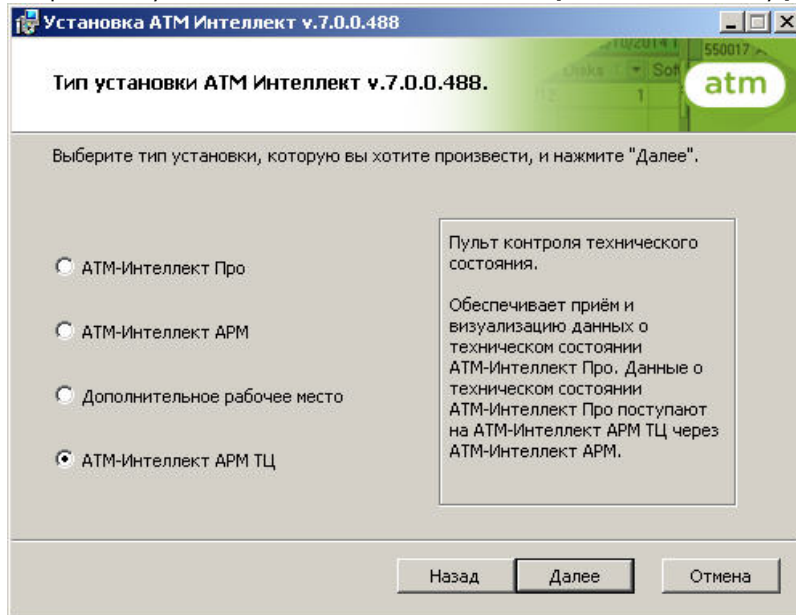 Установка АТМ Интеллект v.7.0.0.488
Тип установки АТМ Интеллект v.7.0.0.488.
550017
Sof
1
atm
Выберите тип установки, которую вы хотите произвести, и нажмите "Далее".
АТМ-Интеллект Про
АТМ-Интеллект АРМ
Дополнительное рабочее место
АТМ-Интеллект АРМ ТЦ
Пульт контроля технического
состояния.
Обеспечивает приём и
визуализацию данных о
техническом состоянии
АТМ-Интеллект Про. Данные о
техническом состоянии
АТМ-Интеллект Про поступают
на АТМ-Интеллект АРМ ТЦ через
АТМ-Интеллект АРМ.
Назад
Далее
Отмена